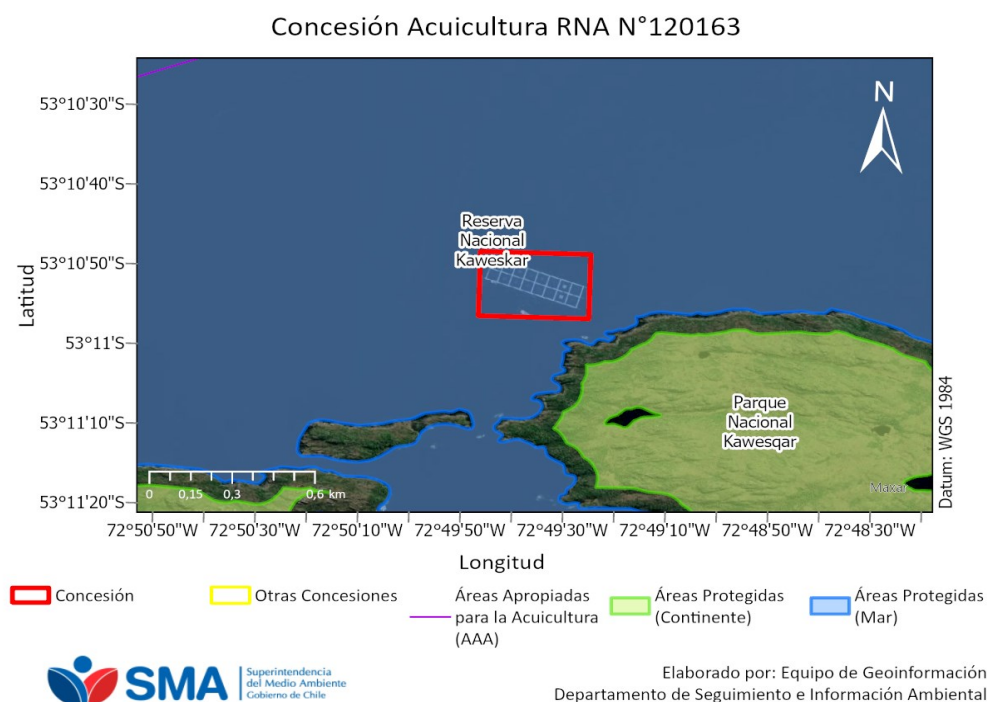 Concesión Acuicultura RNA N°120163
N
53°10'30"S
53°10'40"S
53°10'50"S
53°11'S
53°11'10"S
53°11'20"S
Latitud
Reserva
Nacional
Kaweskar
Parque
Nacional
Kawesqar
Maxar
Datum: WGS 1984
0 0,15 0,3 0,6 km
72°50'50"W 72°50'30"W 72°50'10"W 72°49'50"W 72°49'30"W 72°49'10"W 72°48'50"W 72°48'30"W
Longitud
Concesión
Otras Concesiones
Áreas Apropiadas
para la Acuicultura
(AAA)
Áreas Protegidas
(Continente)
Áreas Protegidas
(Mar)
SMA
Superintendencia
del Medio Ambiente
Gobierno de Chile
Elaborado por: Equipo de Geoinformación
Departamento de Seguimiento e Información Ambiental